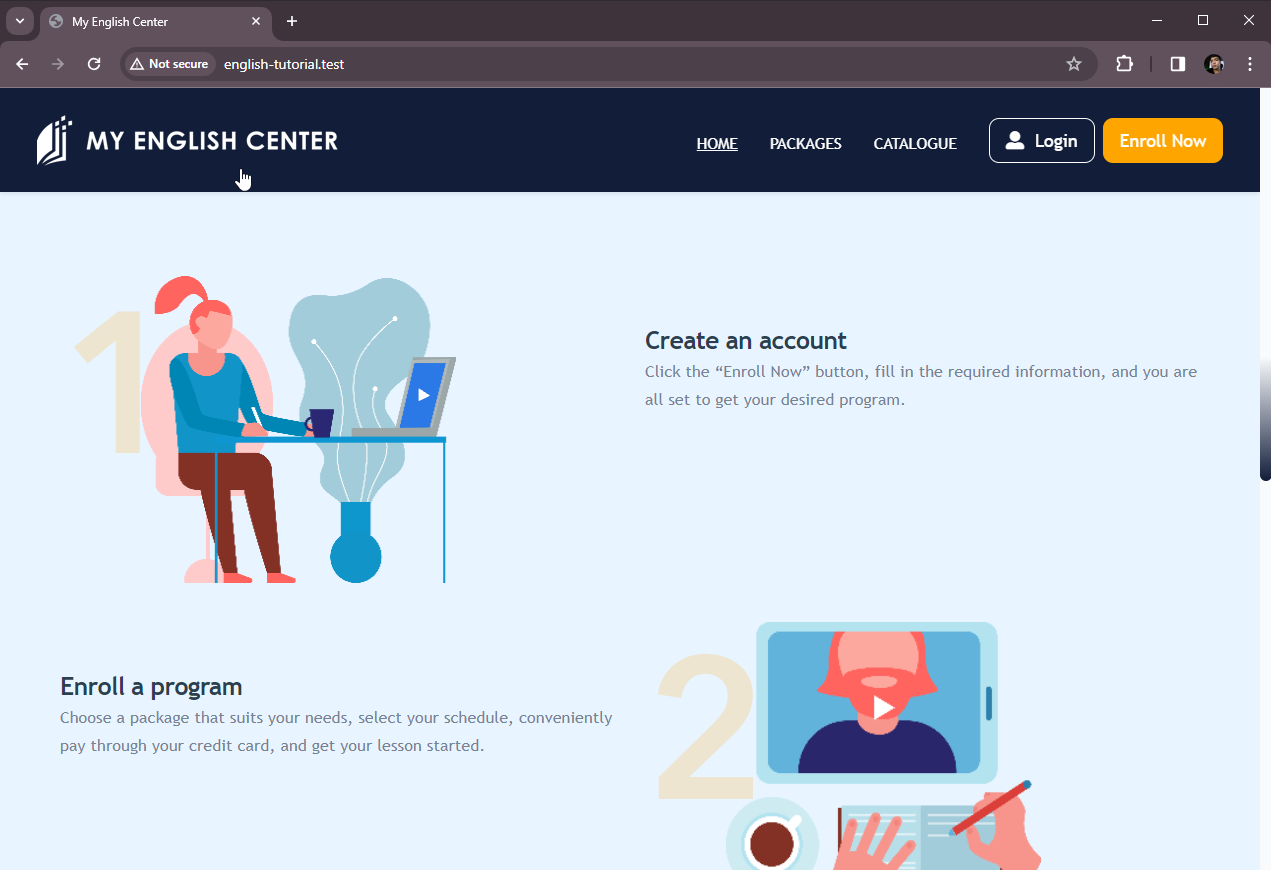 My English Center
Not secure
english-tutorial.test
MY ENGLISH CENTER
HOME
PACKAGES
CATALOGUE
Login
Enroll Now
1
Create an account
Click the “Enroll Now” button, fill in the required information, and you are
all set to get your desired program.
Enroll a program
Choose a package that suits your needs, select your schedule, conveniently
pay through your credit card, and get your lesson started.
2